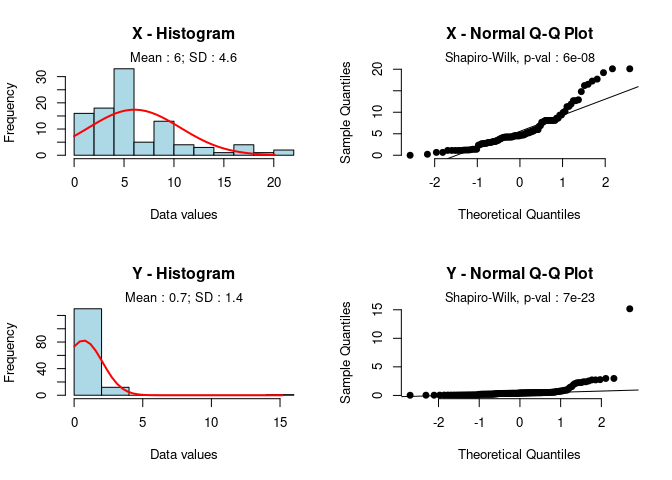 X - Histogram
Mean : 6; SD : 4.6
Frequency
0 10 20 30
0 5 10 15 20
Data values
X - Normal Q-Q Plot
Shapiro-Wilk, p-val : 6e-08
Sample Quantiles
0 5 10 20
-2 -1 0 1 2
Theoretical Quantiles
Y - Histogram
Mean : 0.7; SD : 1.4
Frequency
0 40 80
0 5 10 15
Data values
Y - Normal Q-Q Plot
Shapiro-Wilk, p-val : 7e-23
Sample Quantiles
0 5 10 15
-2 -1 0 1 2
Theoretical Quantiles